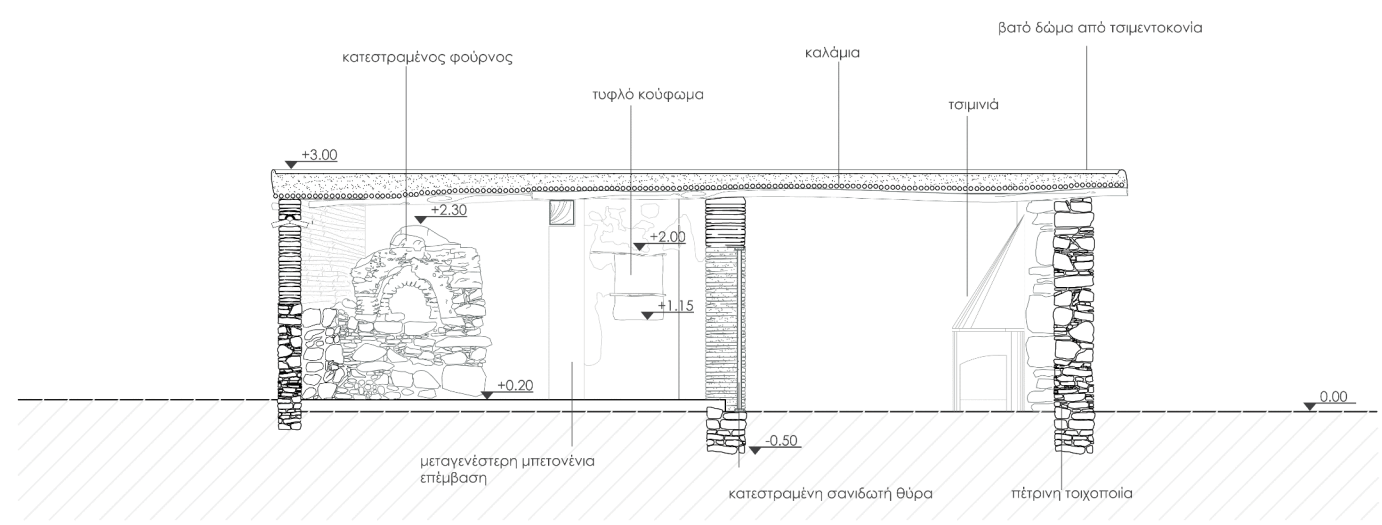 βατό δώμα από τσιμεντοκονία
καλάμια
κατεστραμένος φούρνος
τυφλό κούφωμα
τσιμινιά
+3.00
+2.30
+2.00
+1.15
+0.20
0.00
-0.50
μεταγενέστερη μπετονένια
επέμβαση
κατεστραμένη σανιδωτή θύρα
πέτρινη τοιχοποιία